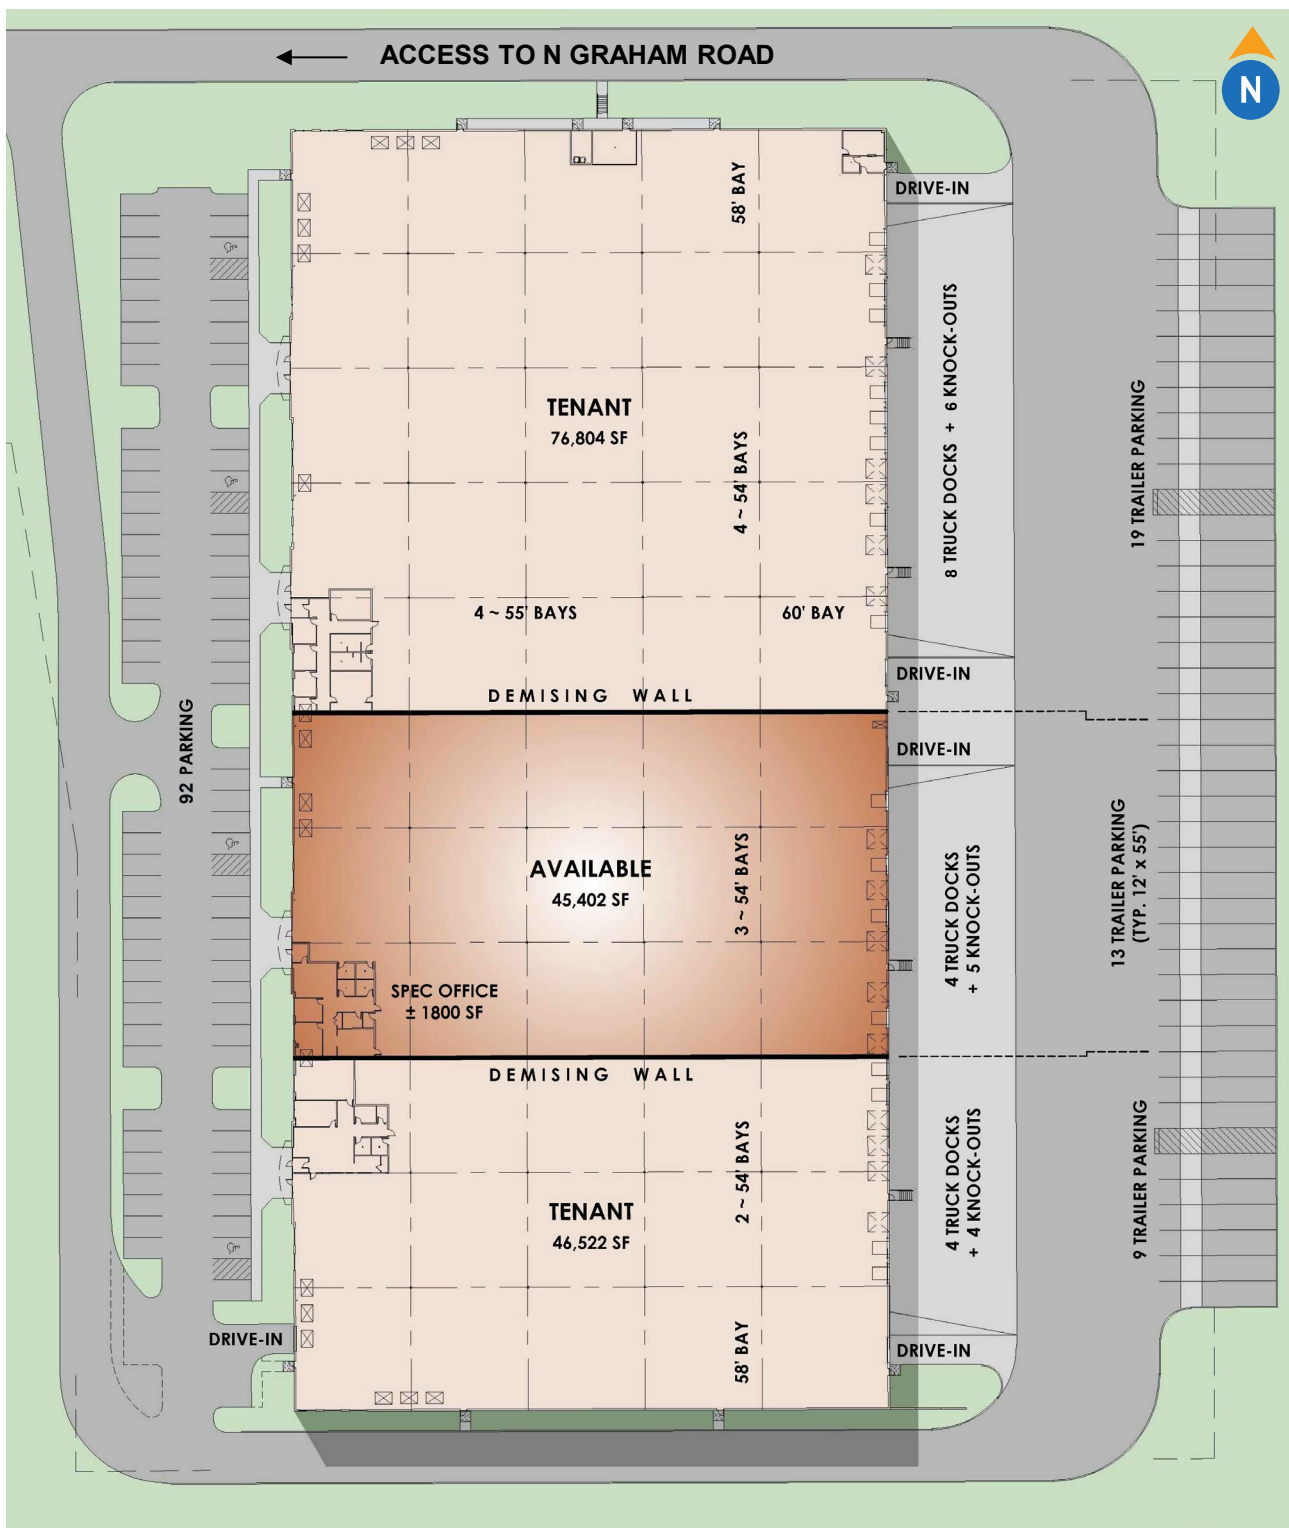 ACCESS TO N GRAHAM ROAD
N
DRIVE-IN
58' BAY
8 TRUCK DOCKS + 6 KNOCK-OUTS
19 TRAILER PARKING
TENANT
76,804 SF
4 ~ 54' BAYS
4 ~ 55' BAYS
60' BAY
DRIVE-IN
DEMISING WALL
92 PARKING
DRIVE-IN
AVAILABLE
45,402 SF
3 ~ 54' BAYS
4 TRUCK DOCKS
+ 5 KNOCK-OUTS
13 TRAILER PARKING
(TYP. 12' x 55')
SPEC OFFICE
± 1800 SF
DEMISING WALL
2 ~ 54' BAYS
4 TRUCK DOCKS
+ 4 KNOCK-OUTS
9 TRAILER PARKING
TENANT
46,522 SF
DRIVE-IN
58' BAY
DRIVE-IN